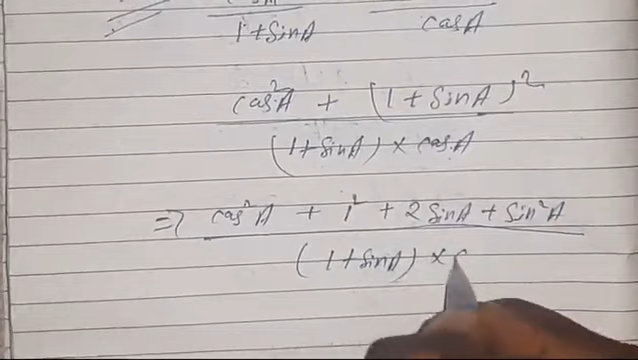 1+SinA cosA
cos²A + (1+SinA)²
(1+SinA) × cosA
=> cos²A + 1² + 2SinA + Sin²A
(1+SinA) ×